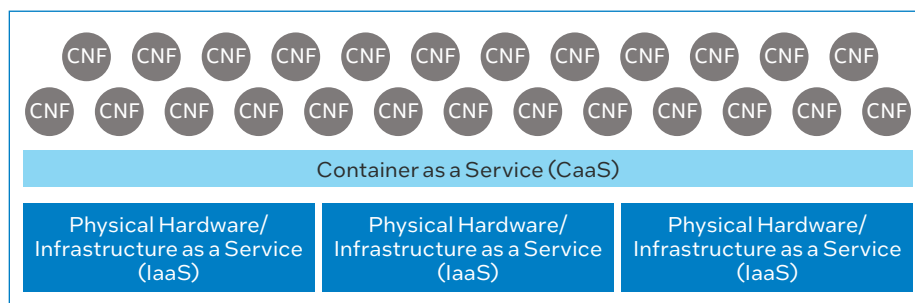 CNF CNF CNF CNF CNF CNF CNF CNF CNF CNF CNF CNF
CNF CNF CNF CNF CNF CNF CNF CNF CNF CNF CNF CNF CNF
Container as a Service (CaaS)
Physical Hardware/
Infrastructure as a Service
(IaaS)
Physical Hardware/
Infrastructure as a Service
(IaaS)
Physical Hardware/
Infrastructure as a Service
(IaaS)